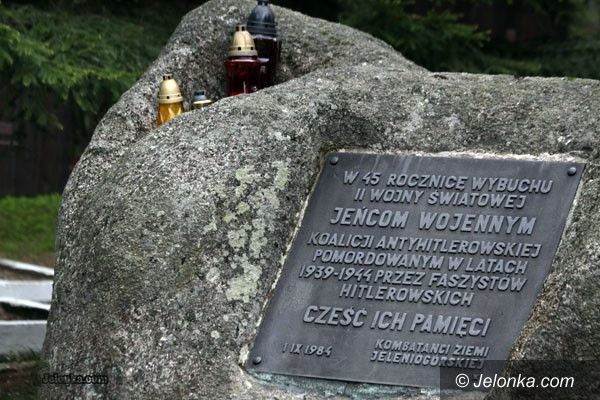 W 45 ROCZNICĘ WYBUCHU
II WOJNY ŚWIATOWEJ
JEŃCOM WOJENNYM
KOALICJI ANTYHITLEROWSKIEJ
POMORDOWANYM W LATACH
1939-1944 PRZEZ FASZYSTÓW
HITLEROWSKICH
CZEŚĆ ICH PAMIĘCI
1 IX 1984
KOMBATANCI ZIEMI
JELENIOGÓRSKIEJ
Jelonka.com
© Jelonka.com